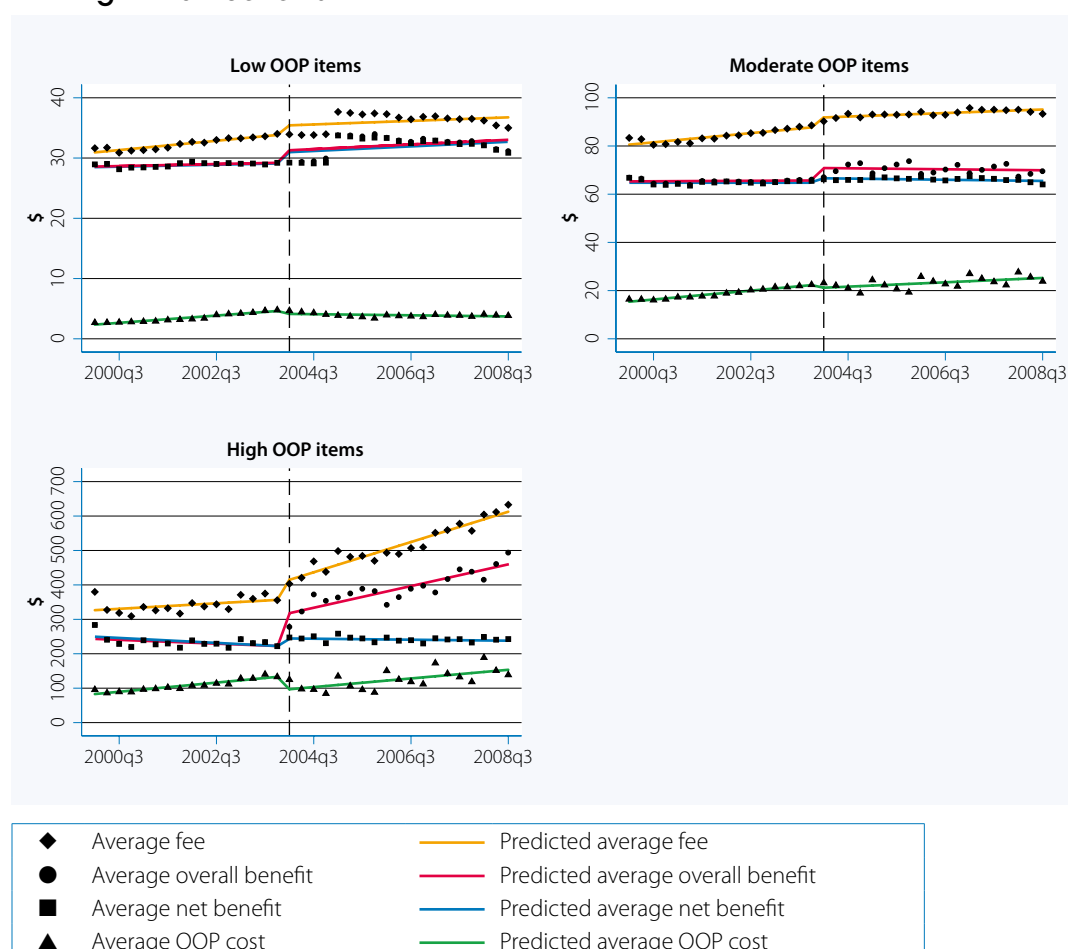 Low OOP items
40
30
20
10
0
$
2000q3 2002q3 2004q3 2006q3 2008q3
Moderate OOP items
100
80
60
40
20
0
$
2000q3 2002q3 2004q3 2006q3 2008q3
High OOP items
700
600
500
400
300
200
100
0
$
2000q3 2002q3 2004q3 2006q3 2008q3
Average fee
Predicted average fee
Average overall benefit
Predicted average overall benefit
Average net benefit
Predicted average net benefit
Average OOP cost
Predicted average OOP cost